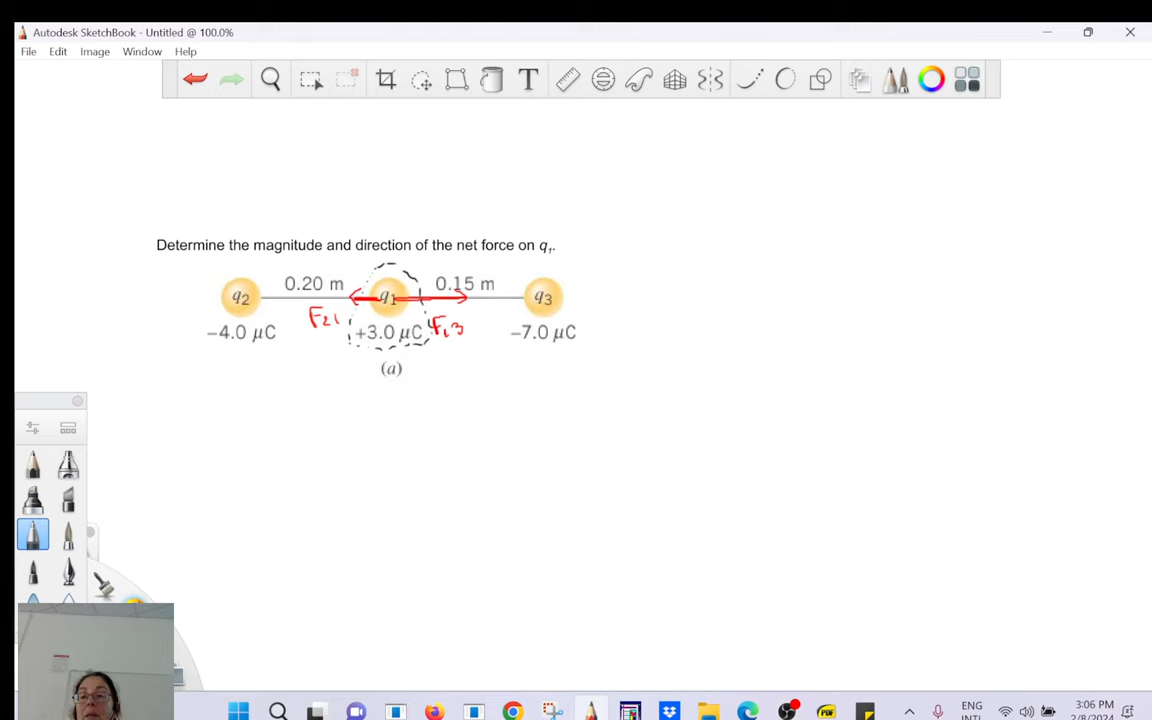 Autodesk SketchBook - Untitled @ 100.0%
File Edit Image Window Help
T
Determine the magnitude and direction of the net force on q₁.
0.20 m 0.15 m
q₂ q₁ q₃
F₂₁ F₁₃
−4.0 μC +3.0 μC −7.0 μC
(a)
ENG
INTL
3:06 PM